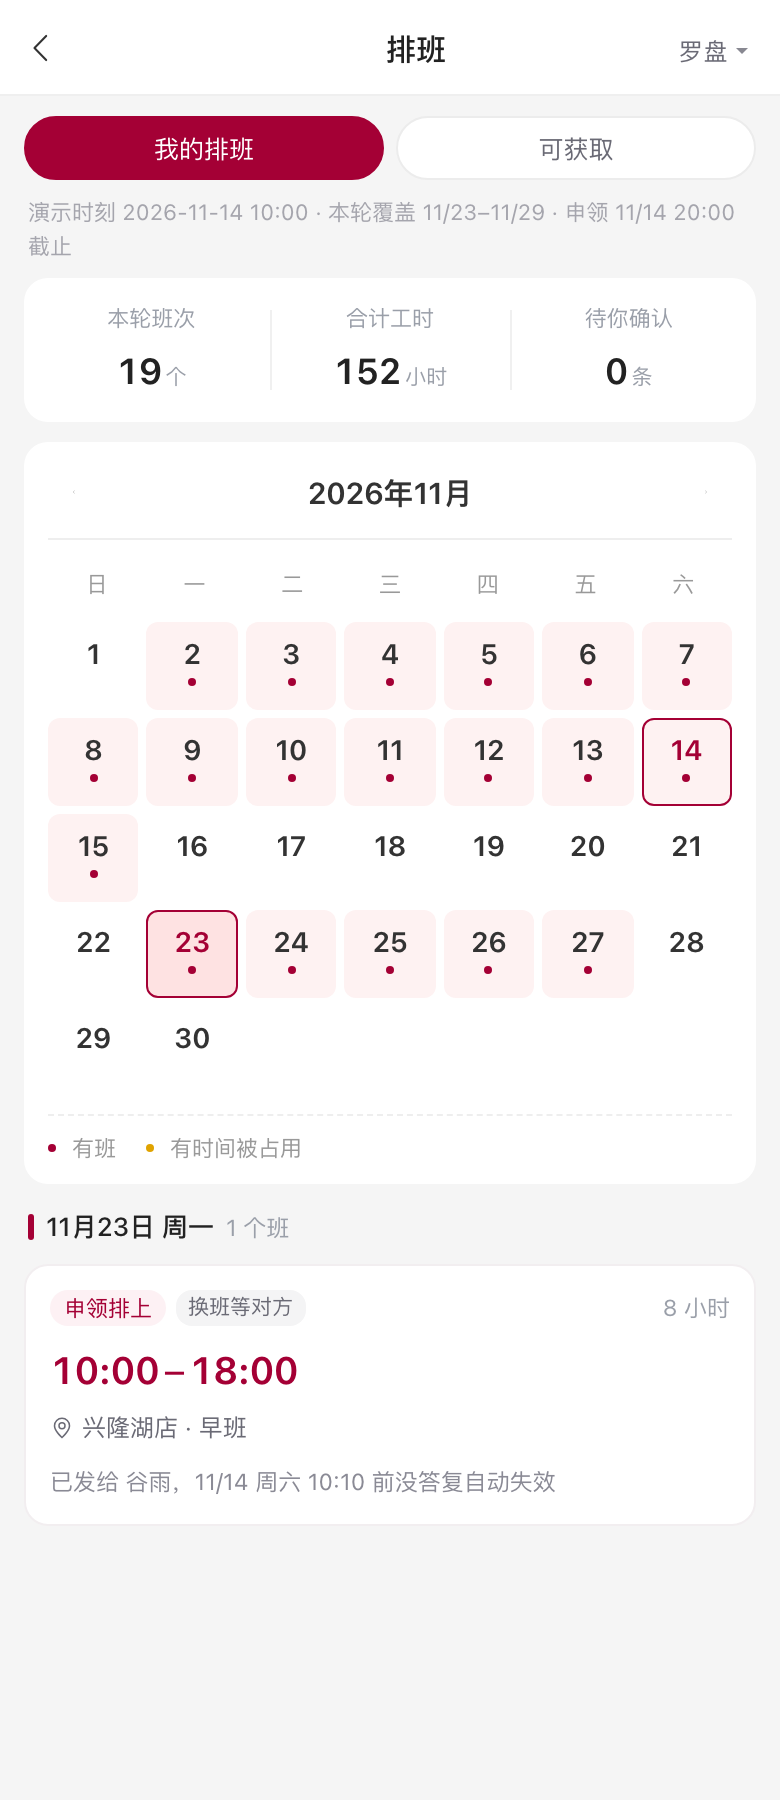 排班
罗盘
我的排班
可获取
演示时刻 2026-11-14 10:00 · 本轮覆盖 11/23–11/29 · 申领 11/14 20:00
截止
本轮班次 合计工时 待你确认
19个 152小时 0条
2026年11月
日 一 二 三 四 五 六
1 2 3 4 5 6 7
8 9 10 11 12 13 14
15 16 17 18 19 20 21
22 23 24 25 26 27 28
29 30
有班 有时间被占用
11月23日 周一 1 个班
申领排上 换班等对方 8 小时
10:00–18:00
兴隆湖店 · 早班
已发给 谷雨，11/14 周六 10:10 前没答复自动失效